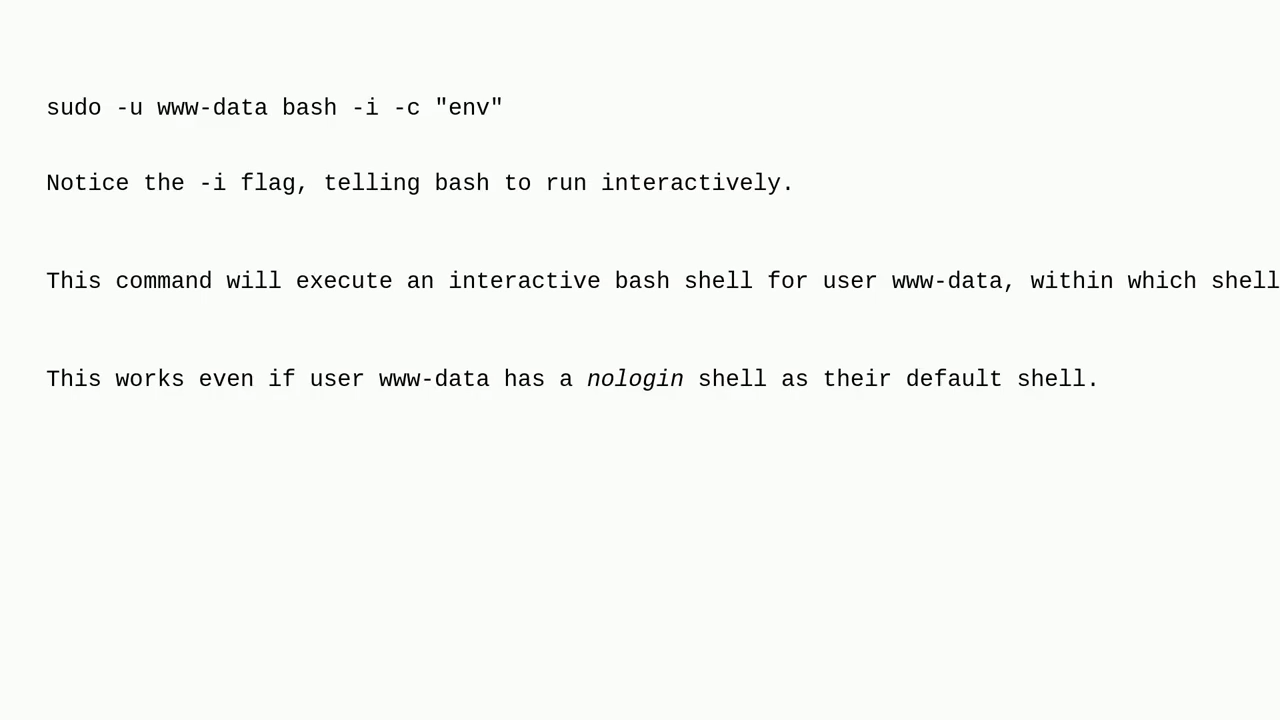 sudo -u www-data bash -i -c "env"
Notice the -i flag, telling bash to run interactively.
This command will execute an interactive bash shell for user www-data, within which shell
This works even if user www-data has a nologin shell as their default shell.